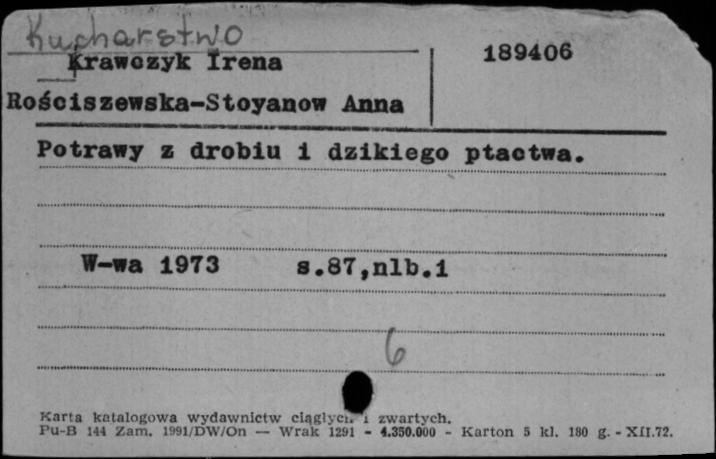 Kucharstwo
Krawczyk Irena
189406
Rościszewska-Stoyanow Anna
Potrawy z drobiu i dzikiego ptactwa.
W-wa 1973 s.87,nlb.1
6
Karta katalogowa wydawnictw ciągłych i zwartych.
Pu-B 144 Zam. 1991/DW/On — Wrak 1291 - 4.350.000 - Karton 5 kl. 180 g. - XII.72.